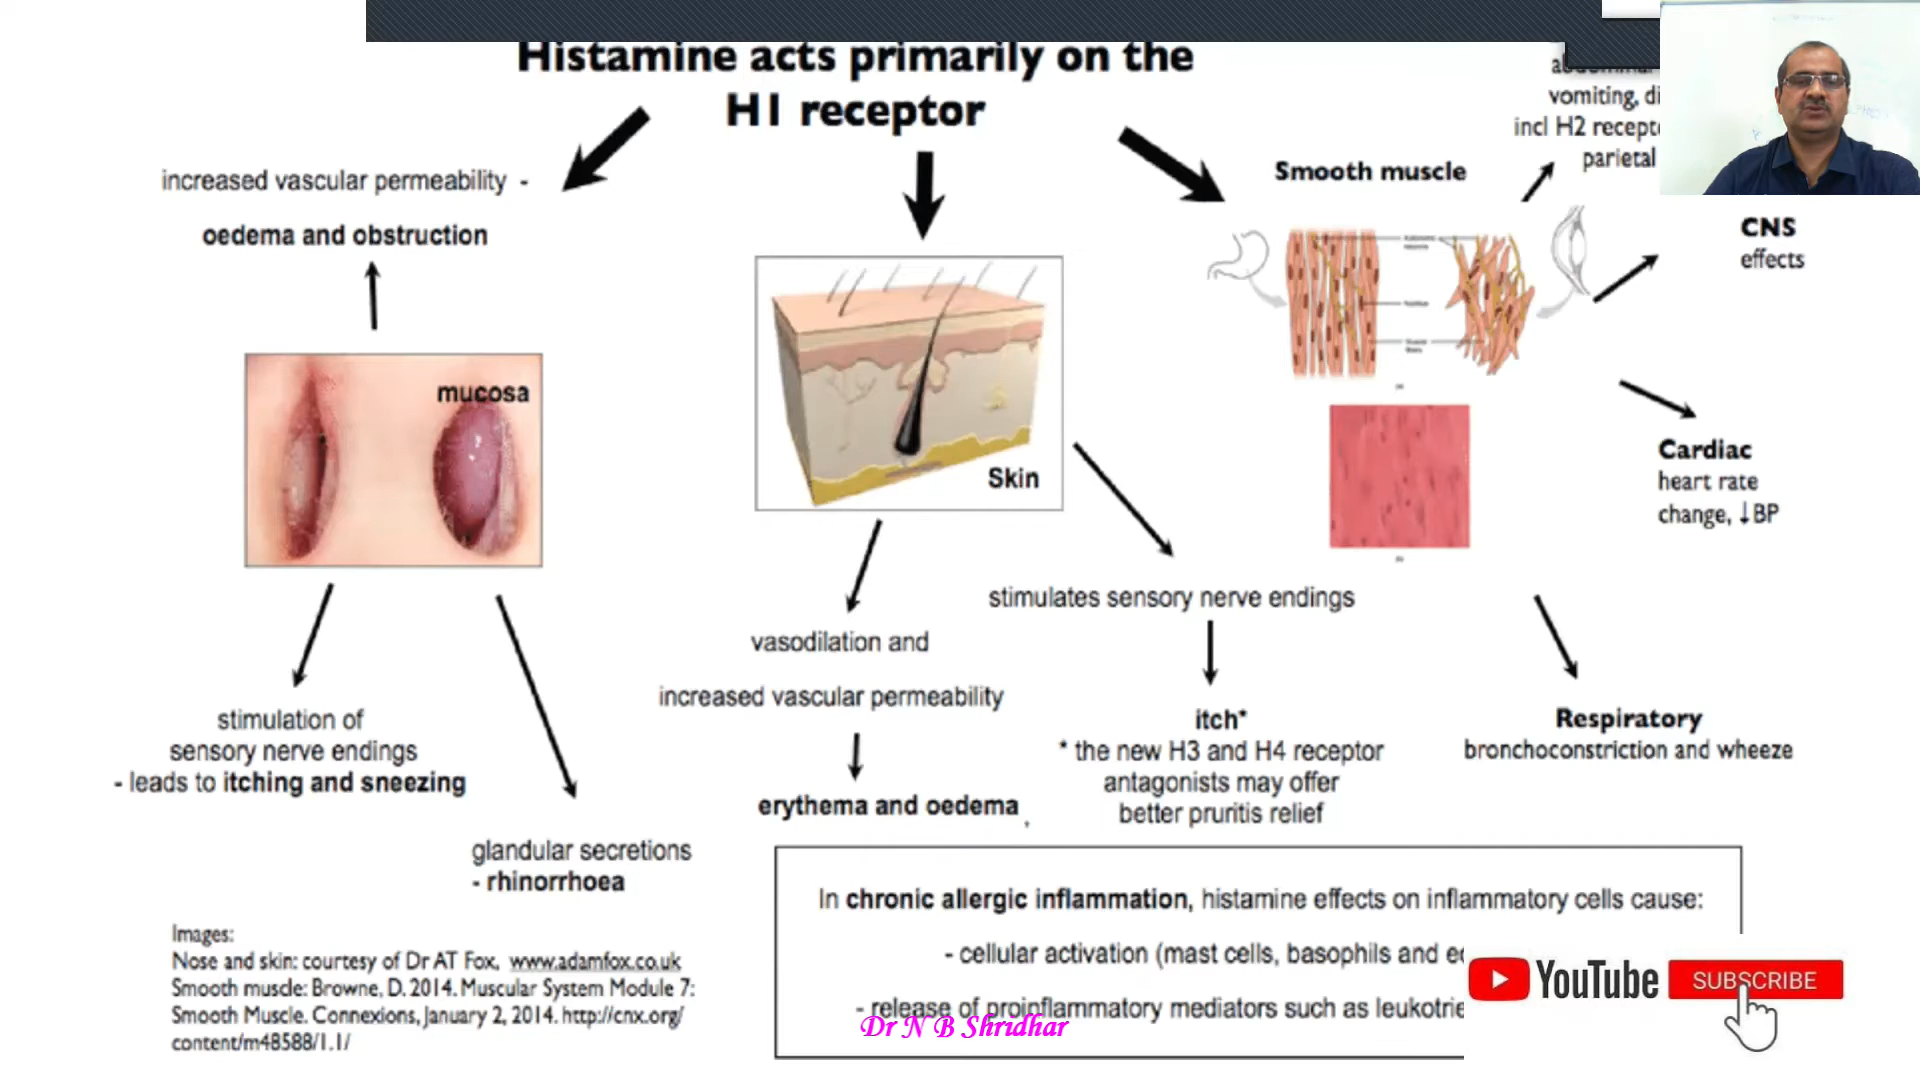 Histamine acts primarily on the
H1 receptor
increased vascular permeability -
oedema and obstruction
mucosa
stimulation of
sensory nerve endings
- leads to itching and sneezing
glandular secretions
- rhinorrhoea
Skin
vasodilation and
increased vascular permeability
erythema and oedema
stimulates sensory nerve endings
itch*
* the new H3 and H4 receptor
antagonists may offer
better pruritis relief
Smooth muscle
vomiting,
incl H2
parietal
CNS
effects
Cardiac
heart rate
change, ↓BP
Respiratory
bronchoconstriction and wheeze
In chronic allergic inflammation, histamine effects on inflammatory cells cause:
- cellular activation (mast cells, basophils and
- release of proinflammatory mediators such as
Dr N B Shridhar
YouTube
SUBSCRIBE
Images:
Nose and skin: courtesy of Dr AT Fox, www.adamfox.co.uk
Smooth muscle: Browne, D. 2014. Muscular System Module 7:
Smooth Muscle. Connexions, January 2, 2014. http://cnx.org/
content/m48588/1.1/